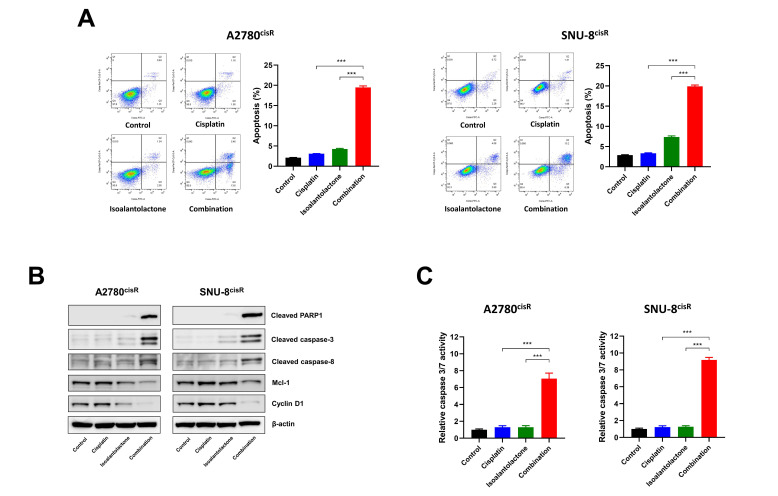 A
A2780cisR
SNU-8cisR
Apoptosis (%)
25
20
15
10
5
0
***
***
Control
Cisplatin
Isoalantolactone
Combination
Control
Cisplatin
Isoalantolactone
Combination
Apoptosis (%)
25
20
15
10
5
0
***
***
Control
Cisplatin
Isoalantolactone
Combination
Control
Cisplatin
Isoalantolactone
Combination
B
A2780cisR
SNU-8cisR
Cleaved PARP1
Cleaved caspase-3
Cleaved caspase-8
Mcl-1
Cyclin D1
β-actin
Control
Cisplatin
Isoalantolactone
Combination
Control
Cisplatin
Isoalantolactone
Combination
C
A2780cisR
SNU-8cisR
Relative caspase 3/7 activity
12
10
8
6
4
2
0
***
***
Control
Cisplatin
Isoalantolactone
Combination
Relative caspase 3/7 activity
12
10
8
6
4
2
0
***
***
Control
Cisplatin
Isoalantolactone
Combination